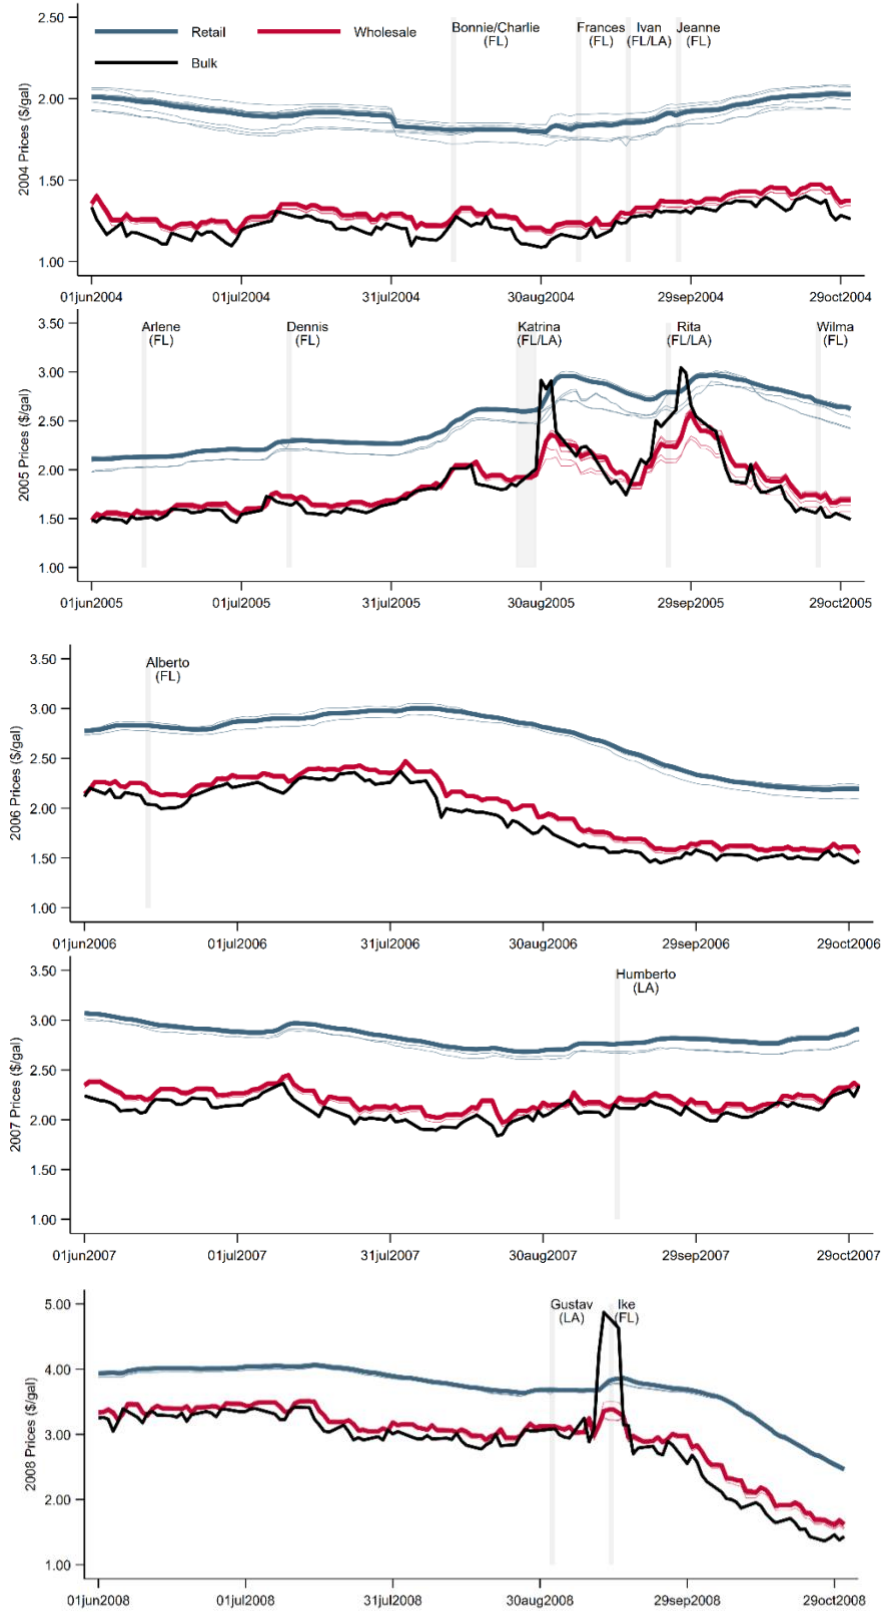 2.50
Retail
Wholesale
Bulk
Bonnie/Charlie
(FL)
Frances
(FL)
Ivan
(FL/LA)
Jeanne
(FL)
2.00
1.50
1.00
2004 Prices ($/gal)
01jun2004
01jul2004
31jul2004
30aug2004
29sep2004
29oct2004
3.50
Arlene
(FL)
Dennis
(FL)
Katrina
(FL/LA)
Rita
(FL/LA)
Wilma
(FL)
3.00
2.50
2.00
1.50
1.00
2005 Prices ($/gal)
01jun2005
01jul2005
31jul2005
30aug2005
29sep2005
29oct2005
3.50
Alberto
(FL)
3.00
2.50
2.00
1.50
1.00
2006 Prices ($/gal)
01jun2006
01jul2006
31jul2006
30aug2006
29sep2006
29oct2006
3.50
Humberto
(LA)
3.00
2.50
2.00
1.50
1.00
2007 Prices ($/gal)
01jun2007
01jul2007
31jul2007
30aug2007
29sep2007
29oct2007
5.00
Gustav
(LA)
Ike
(FL)
4.00
3.00
2.00
1.00
2008 Prices ($/gal)
01jun2008
01jul2008
31jul2008
30aug2008
29sep2008
29oct2008